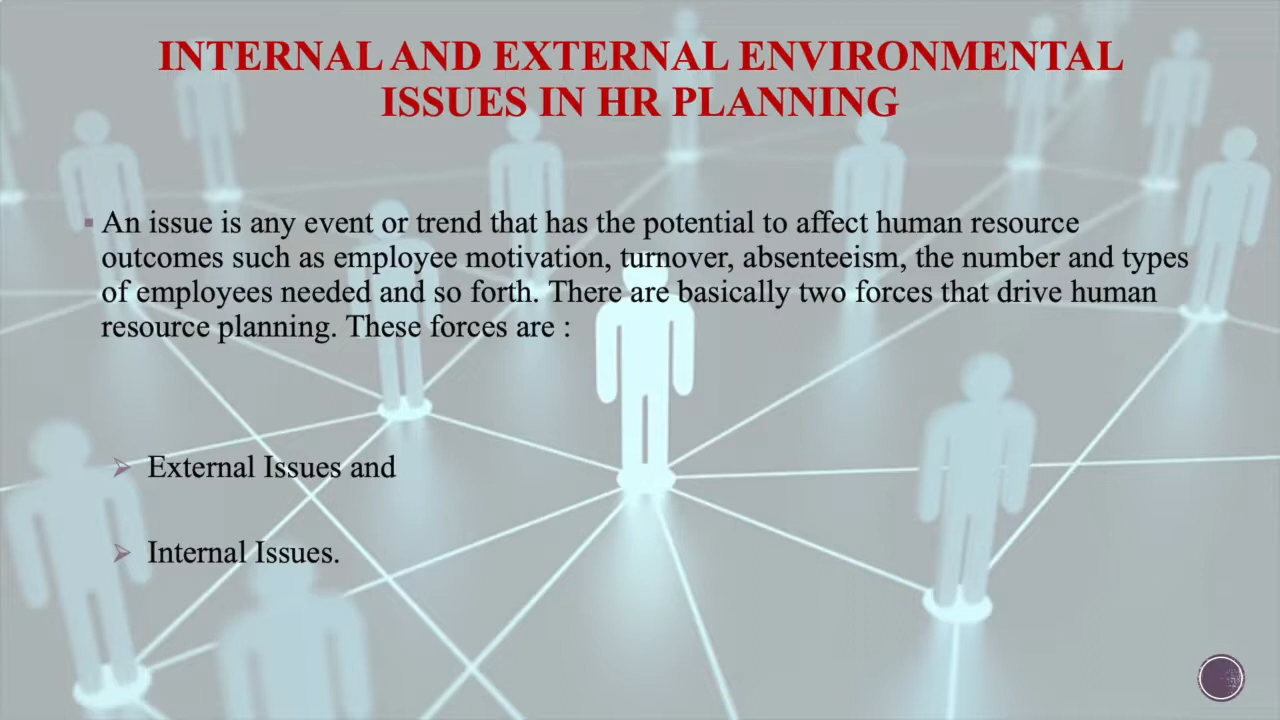 INTERNAL AND EXTERNAL ENVIRONMENTAL
ISSUES IN HR PLANNING
An issue is any event or trend that has the potential to affect human resource
outcomes such as employee motivation, turnover, absenteeism, the number and types
of employees needed and so forth. There are basically two forces that drive human
resource planning. These forces are :
External Issues and
Internal Issues.